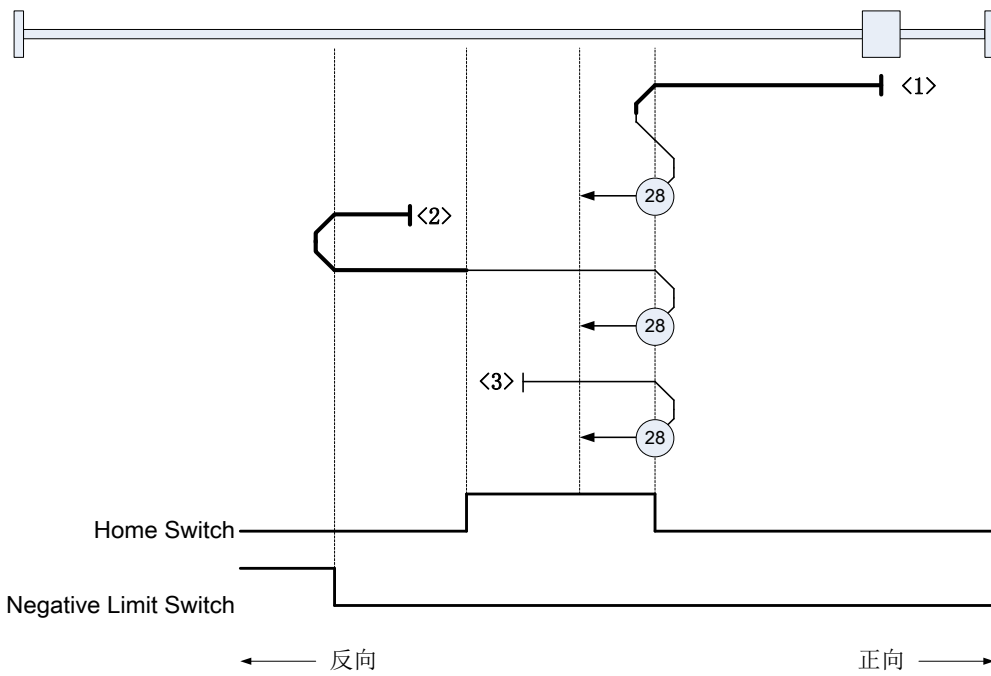 <1>
28
<2>
28
<3>
28
Home Switch
Negative Limit Switch
反向
正向